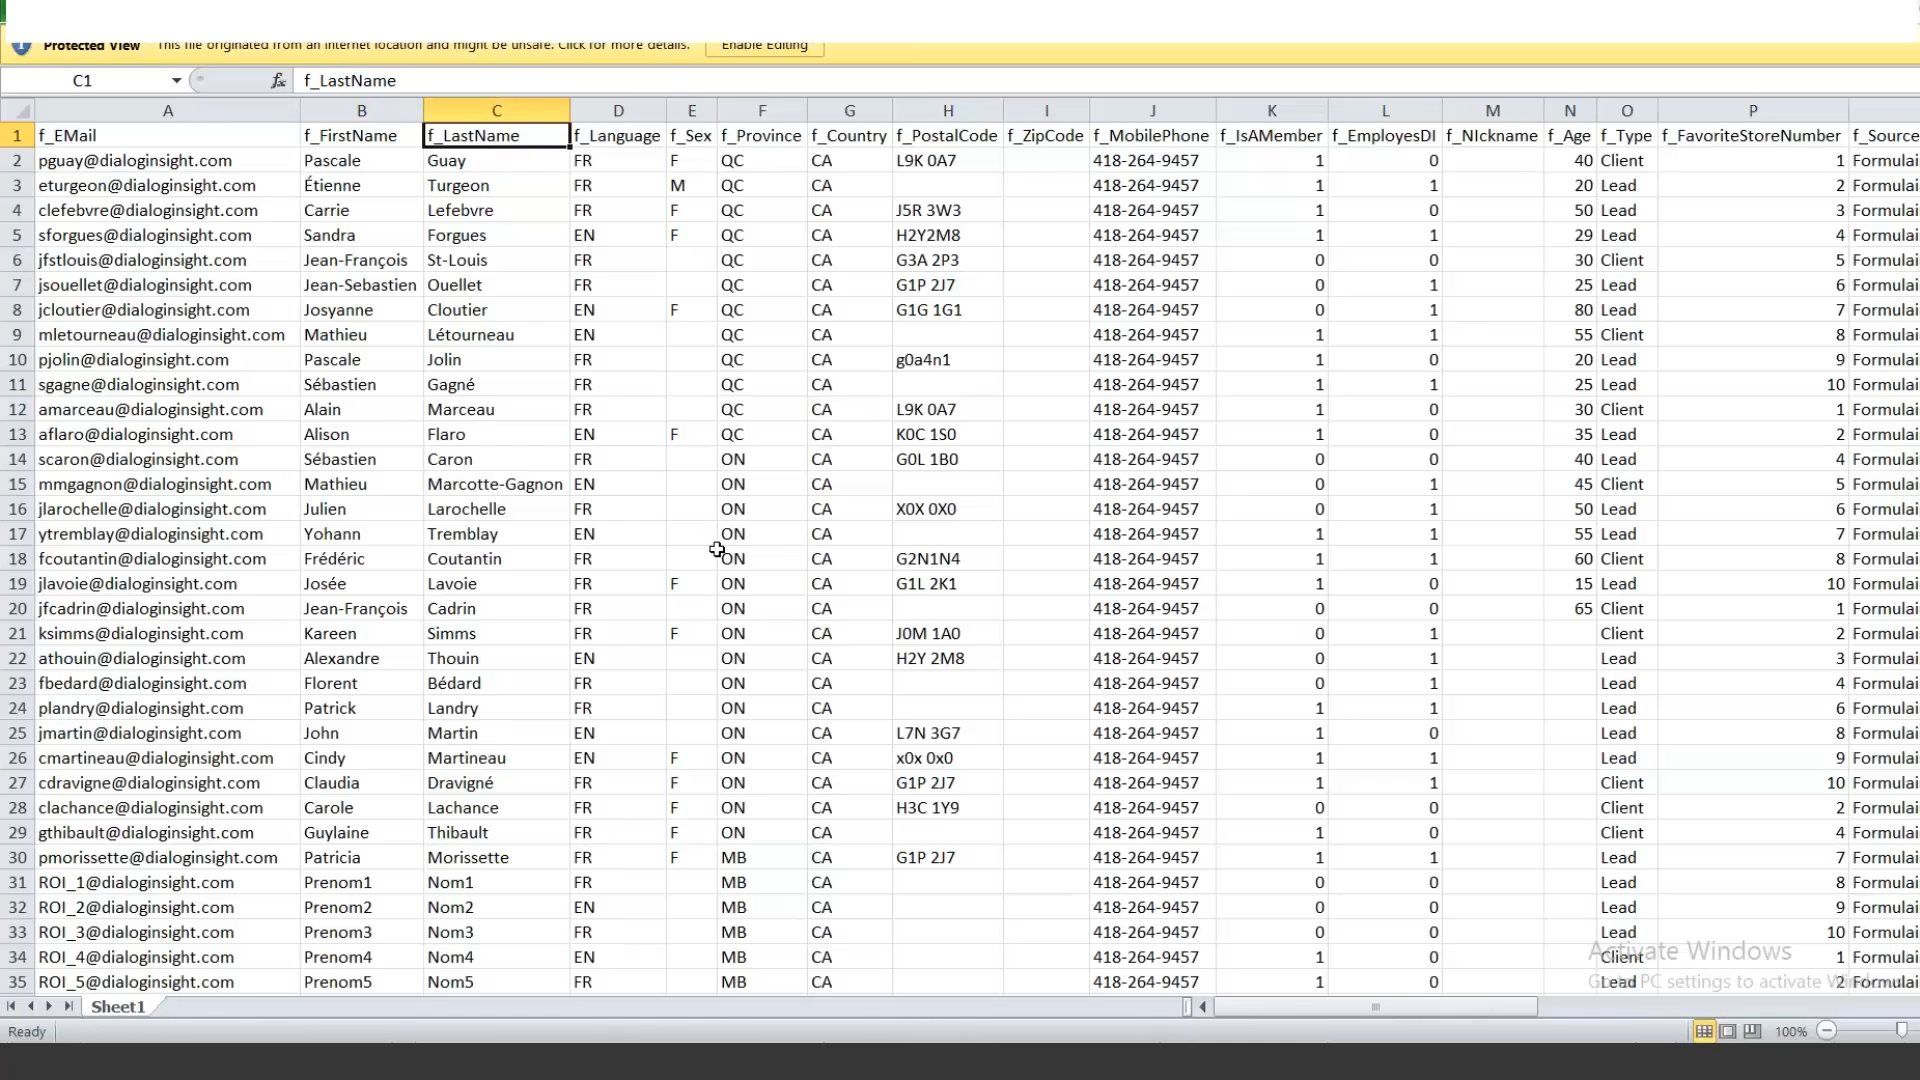 Protected View This file originated from an Internet location and might be unsafe. Click for more details. Enable Editing
C1 fx f_LastName
A B C D E F G H I J K L M N O P
1 f_EMail f_FirstName f_LastName f_Language f_Sex f_Province f_Country f_PostalCode f_ZipCode f_MobilePhone f_IsAMember f_EmployesDI f_NIckname f_Age f_Type f_FavoriteStoreNumber f_Source
2 pguay@dialoginsight.com Pascale Guay FR F QC CA L9K 0A7 418-264-9457 1 0 40 Client 1 Formulai
3 eturgeon@dialoginsight.com Étienne Turgeon FR M QC CA 418-264-9457 1 1 20 Lead 2 Formulai
4 clefebvre@dialoginsight.com Carrie Lefebvre FR F QC CA J5R 3W3 418-264-9457 1 0 50 Lead 3 Formulai
5 sforgues@dialoginsight.com Sandra Forgues EN F QC CA H2Y2M8 418-264-9457 1 1 29 Lead 4 Formulai
6 jfstlouis@dialoginsight.com Jean-François St-Louis FR QC CA G3A 2P3 418-264-9457 0 0 30 Client 5 Formulai
7 jsouellet@dialoginsight.com Jean-Sebastien Ouellet FR QC CA G1P 2J7 418-264-9457 0 1 25 Lead 6 Formulai
8 jcloutier@dialoginsight.com Josyanne Cloutier EN F QC CA G1G 1G1 418-264-9457 0 1 80 Lead 7 Formulai
9 mletourneau@dialoginsight.com Mathieu Létourneau EN QC CA 418-264-9457 1 1 55 Client 8 Formulai
10 pjolin@dialoginsight.com Pascale Jolin FR QC CA g0a4n1 418-264-9457 1 0 20 Lead 9 Formulai
11 sgagne@dialoginsight.com Sébastien Gagné FR QC CA 418-264-9457 1 1 25 Lead 10 Formulai
12 amarceau@dialoginsight.com Alain Marceau FR QC CA L9K 0A7 418-264-9457 1 0 30 Client 1 Formulai
13 aflaro@dialoginsight.com Alison Flaro EN F QC CA K0C 1S0 418-264-9457 1 0 35 Lead 2 Formulai
14 scaron@dialoginsight.com Sébastien Caron FR ON CA G0L 1B0 418-264-9457 0 0 40 Lead 4 Formulai
15 mmgagnon@dialoginsight.com Mathieu Marcotte-Gagnon EN ON CA 418-264-9457 0 1 45 Client 5 Formulai
16 jlarochelle@dialoginsight.com Julien Larochelle FR ON CA X0X 0X0 418-264-9457 0 1 50 Lead 6 Formulai
17 ytremblay@dialoginsight.com Yohann Tremblay EN ON CA 418-264-9457 1 1 55 Lead 7 Formulai
18 fcoutantin@dialoginsight.com Frédéric Coutantin FR ON CA G2N1N4 418-264-9457 1 1 60 Client 8 Formulai
19 jlavoie@dialoginsight.com Josée Lavoie FR F ON CA G1L 2K1 418-264-9457 1 0 15 Lead 10 Formulai
20 jfcadrin@dialoginsight.com Jean-François Cadrin FR ON CA 418-264-9457 0 0 65 Client 1 Formulai
21 ksimms@dialoginsight.com Kareen Simms FR F ON CA J0M 1A0 418-264-9457 0 1 Client 2 Formulai
22 athouin@dialoginsight.com Alexandre Thouin EN ON CA H2Y 2M8 418-264-9457 0 1 Lead 3 Formulai
23 fbedard@dialoginsight.com Florent Bédard FR ON CA 418-264-9457 0 1 Lead 4 Formulai
24 plandry@dialoginsight.com Patrick Landry FR ON CA 418-264-9457 1 1 Lead 6 Formulai
25 jmartin@dialoginsight.com John Martin EN ON CA L7N 3G7 418-264-9457 1 0 Lead 8 Formulai
26 cmartineau@dialoginsight.com Cindy Martineau EN F ON CA x0x 0x0 418-264-9457 1 1 Lead 9 Formulai
27 cdravigne@dialoginsight.com Claudia Dravigné FR F ON CA G1P 2J7 418-264-9457 1 1 Client 10 Formulai
28 clachance@dialoginsight.com Carole Lachance FR F ON CA H3C 1Y9 418-264-9457 0 0 Client 2 Formulai
29 gthibault@dialoginsight.com Guylaine Thibault FR F ON CA 418-264-9457 1 0 Client 4 Formulai
30 pmorissette@dialoginsight.com Patricia Morissette FR F MB CA G1P 2J7 418-264-9457 1 1 Lead 7 Formulai
31 ROI_1@dialoginsight.com Prenom1 Nom1 FR MB CA 418-264-9457 0 0 Lead 8 Formulai
32 ROI_2@dialoginsight.com Prenom2 Nom2 EN MB CA 418-264-9457 0 0 Lead 9 Formulai
33 ROI_3@dialoginsight.com Prenom3 Nom3 FR MB CA 418-264-9457 0 0 Lead 10 Formulai
34 ROI_4@dialoginsight.com Prenom4 Nom4 EN MB CA 418-264-9457 1 0 Client 1 Formulai
35 ROI_5@dialoginsight.com Prenom5 Nom5 FR MB CA 418-264-9457 1 0 Lead 2 Formulai
Activate Windows
Go to PC settings to activate Windows
Sheet1
Ready 100%